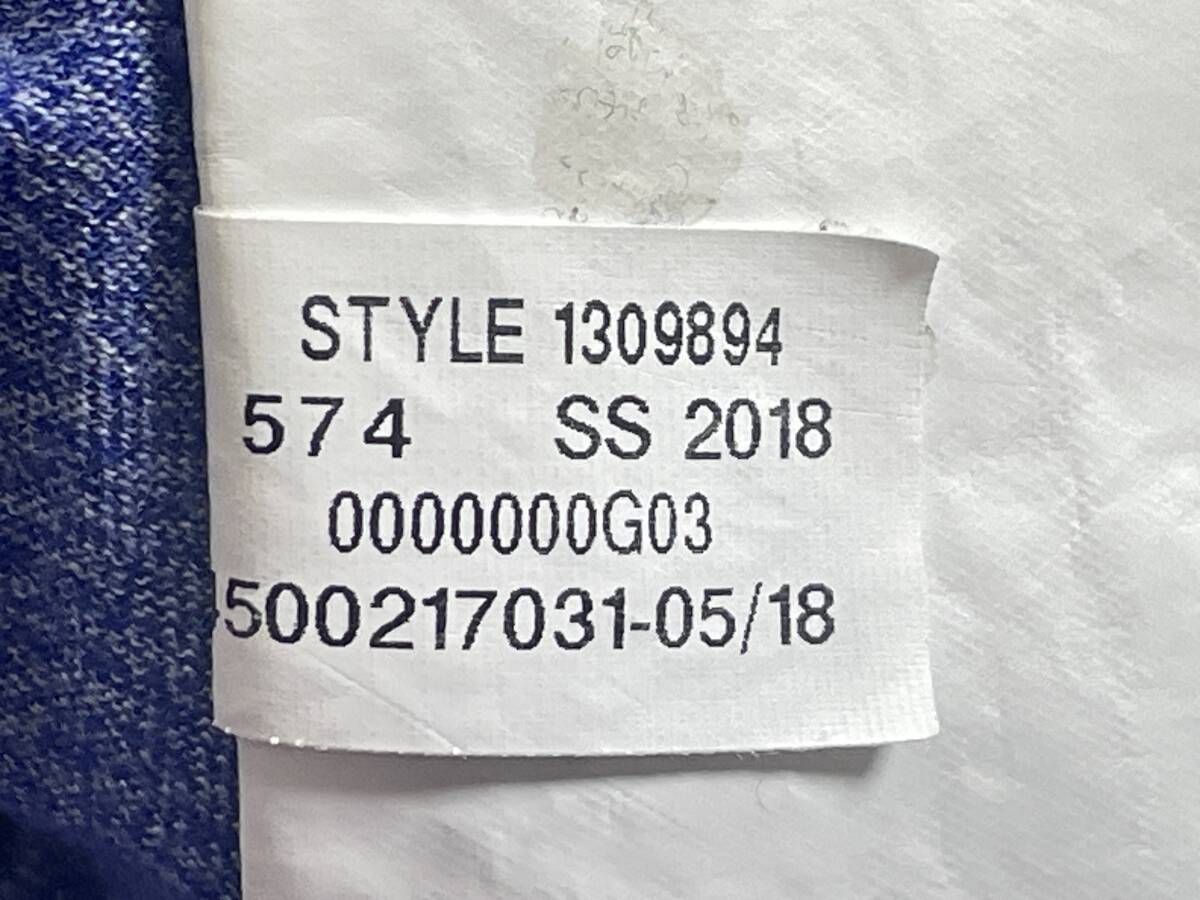 STYLE 1309894
574 SS 2018
0000000G03
500217031-05/18